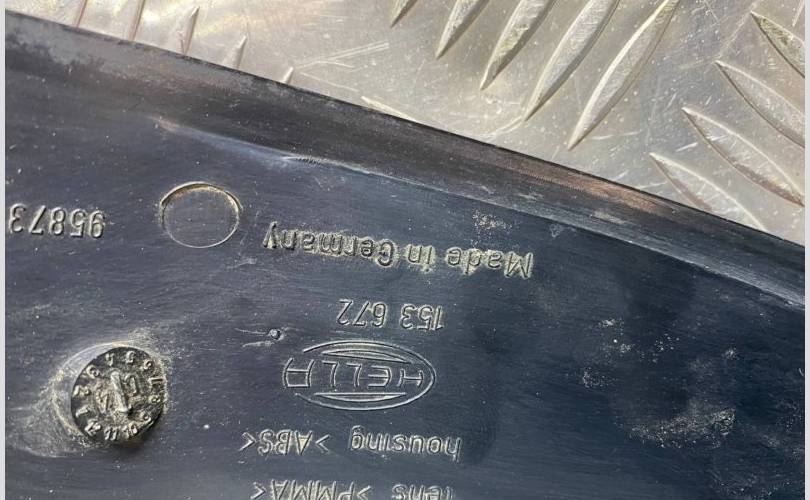 lens >PMMA<
housing >ABS<
HELLA
153 672
Made in Germany
95873